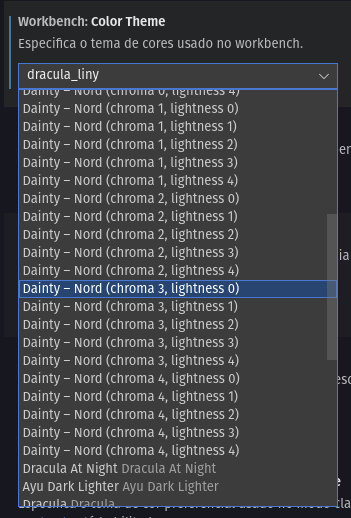 Workbench: Color Theme
Especifica o tema de cores usado no workbench.
dracula_liny
Dainty – Nord (chroma 0, lightness 4)
Dainty – Nord (chroma 1, lightness 0)
Dainty – Nord (chroma 1, lightness 1)
Dainty – Nord (chroma 1, lightness 2)
Dainty – Nord (chroma 1, lightness 3)
Dainty – Nord (chroma 1, lightness 4)
Dainty – Nord (chroma 2, lightness 0)
Dainty – Nord (chroma 2, lightness 1)
Dainty – Nord (chroma 2, lightness 2)
Dainty – Nord (chroma 2, lightness 3)
Dainty – Nord (chroma 2, lightness 4)
Dainty – Nord (chroma 3, lightness 0)
Dainty – Nord (chroma 3, lightness 1)
Dainty – Nord (chroma 3, lightness 2)
Dainty – Nord (chroma 3, lightness 3)
Dainty – Nord (chroma 3, lightness 4)
Dainty – Nord (chroma 4, lightness 0)
Dainty – Nord (chroma 4, lightness 1)
Dainty – Nord (chroma 4, lightness 2)
Dainty – Nord (chroma 4, lightness 3)
Dainty – Nord (chroma 4, lightness 4)
Dracula At Night Dracula At Night
Ayu Dark Lighter Ayu Dark Lighter
Dracula Dracula